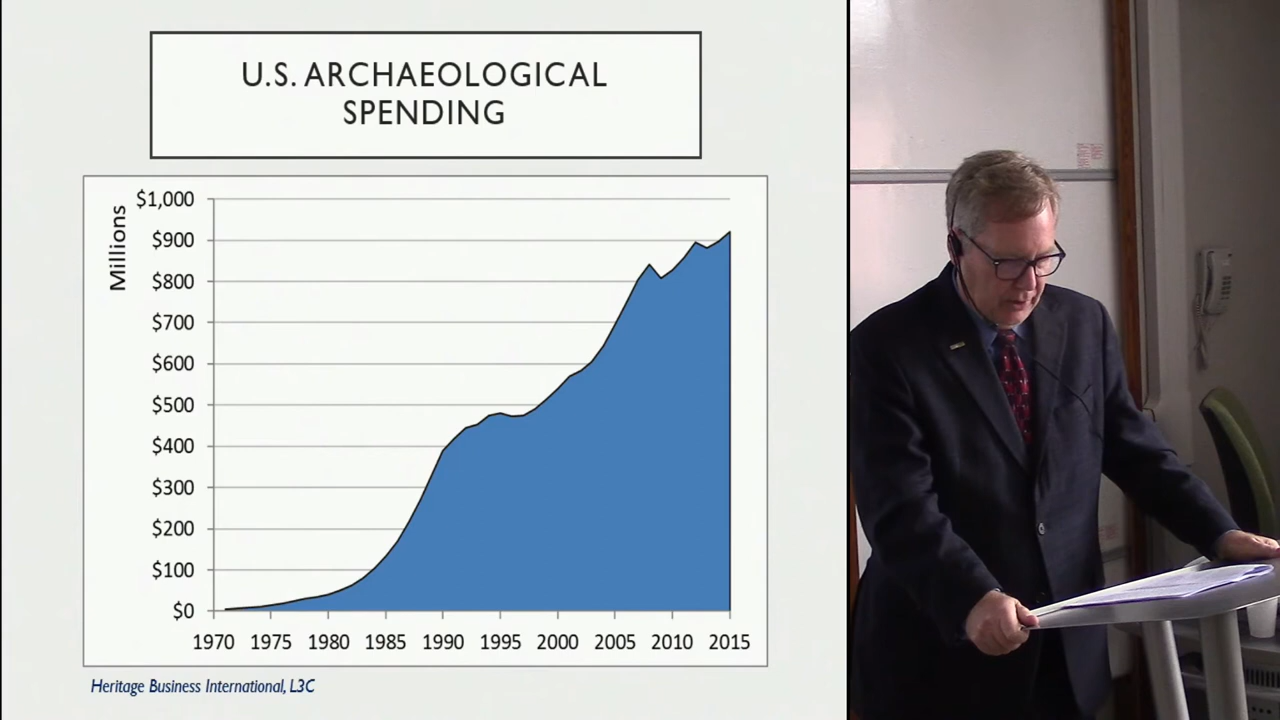 U.S. ARCHAEOLOGICAL
SPENDING
Millions
$1,000
$900
$800
$700
$600
$500
$400
$300
$200
$100
$0
1970 1975 1980 1985 1990 1995 2000 2005 2010 2015
Heritage Business International, L3C